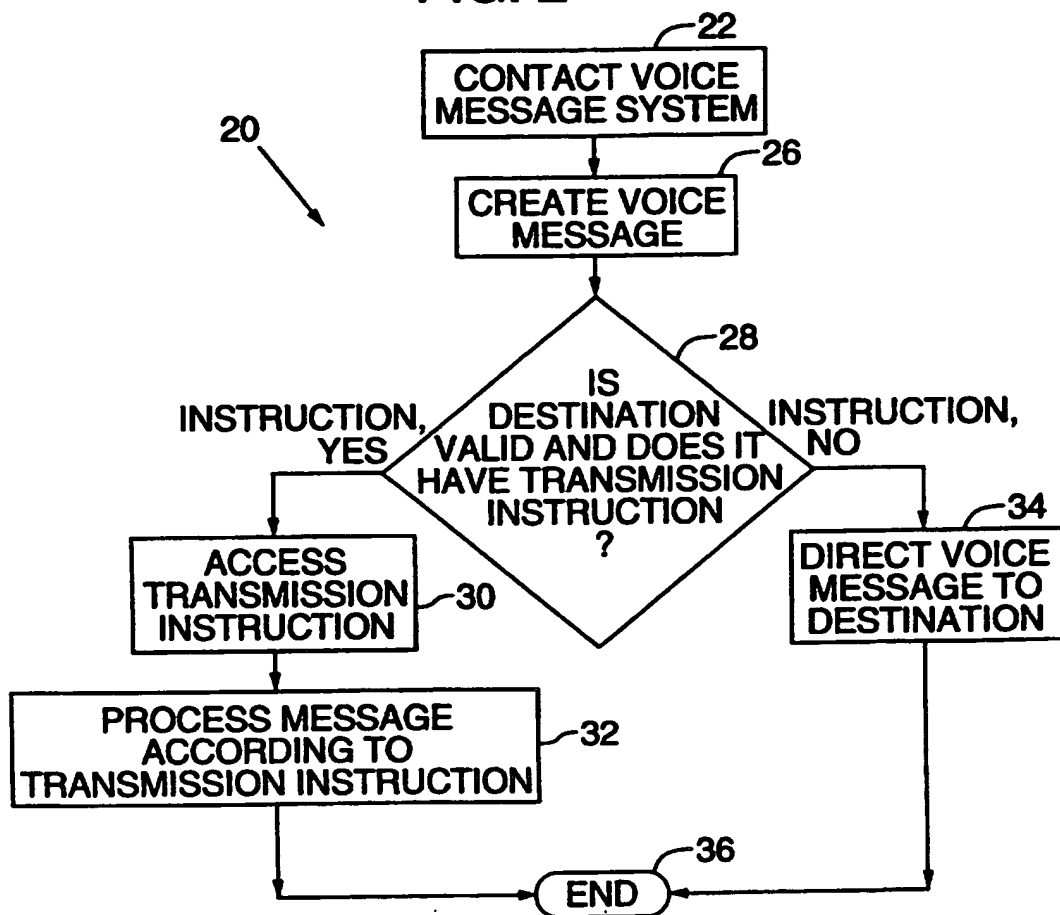 22
CONTACT VOICE
MESSAGE SYSTEM
20
26
CREATE VOICE
MESSAGE
28
IS
DESTINATION
VALID AND DOES IT
HAVE TRANSMISSION
INSTRUCTION
?
INSTRUCTION,
YES
INSTRUCTION,
NO
ACCESS
TRANSMISSION
INSTRUCTION
30
34
DIRECT VOICE
MESSAGE TO
DESTINATION
PROCESS MESSAGE
ACCORDING TO
TRANSMISSION INSTRUCTION
32
36
END